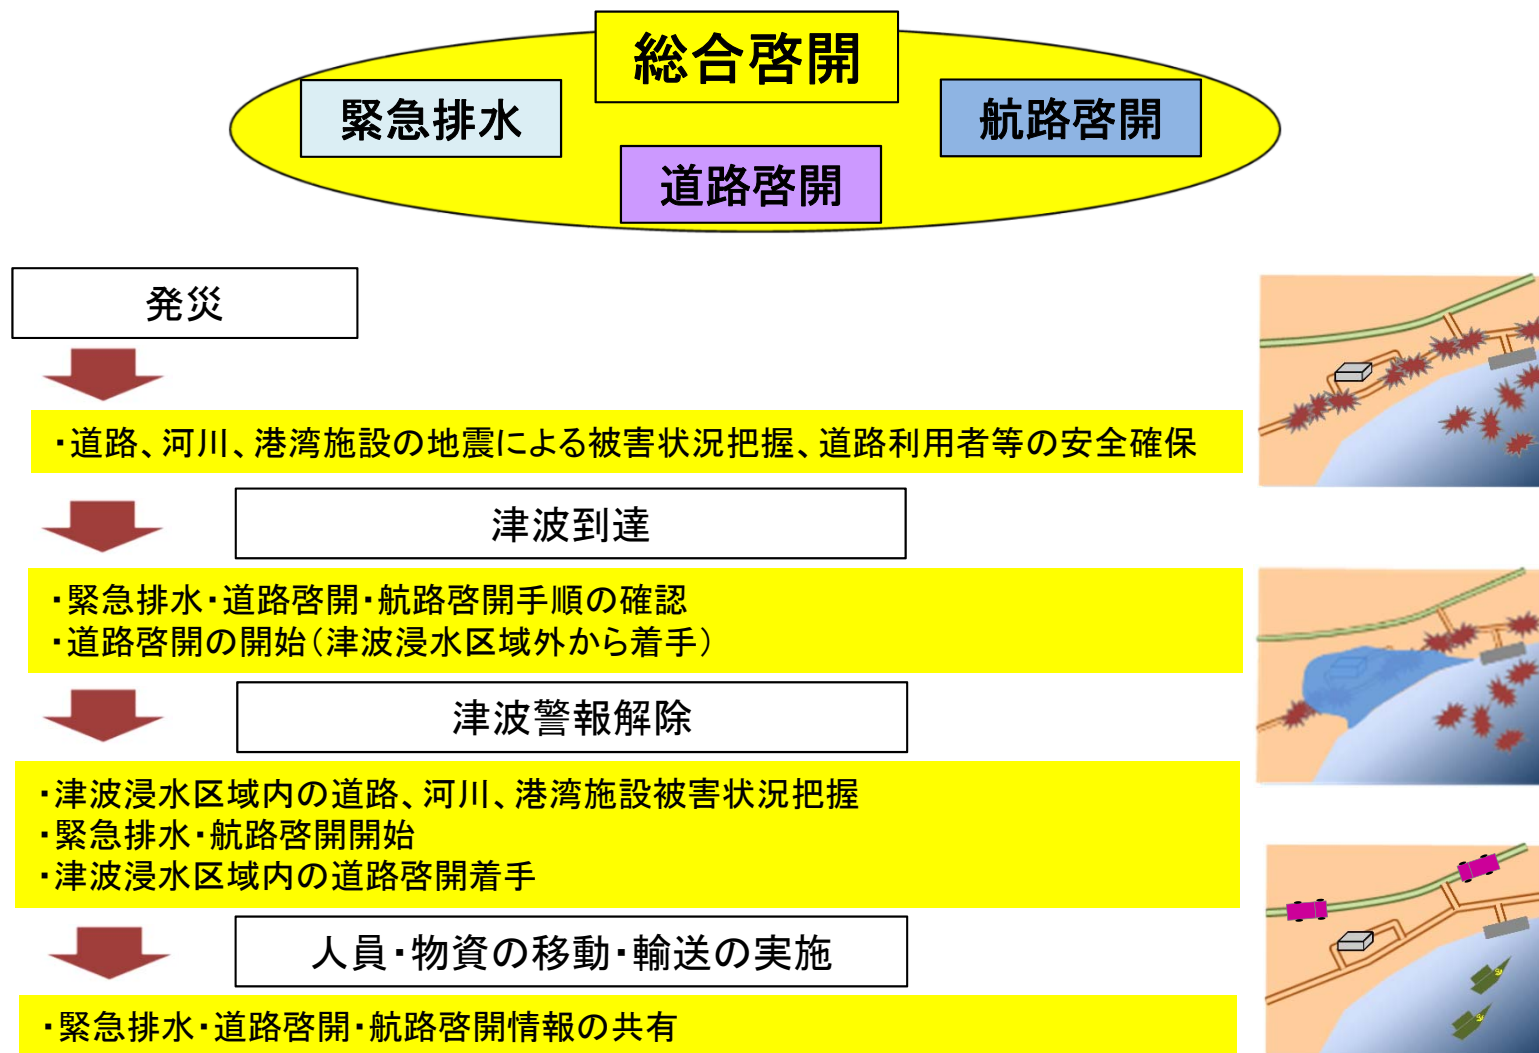 総合啓開
緊急排水
航路啓開
道路啓開
発災
・道路、河川、港湾施設の地震による被害状況把握、道路利用者等の安全確保
津波到達
・緊急排水・道路啓開・航路啓開手順の確認
・道路啓開の開始（津波浸水区域外から着手）
津波警報解除
・津波浸水区域内の道路、河川、港湾施設被害状況把握
・緊急排水・航路啓開開始
・津波浸水区域内の道路啓開着手
人員・物資の移動・輸送の実施
・緊急排水・道路啓開・航路啓開情報の共有